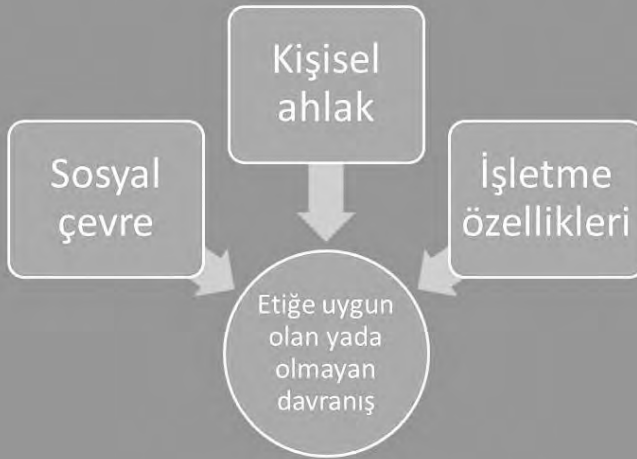 Kişisel
ahlak
Sosyal
çevre
İşletme
özellikleri
Etiğe uygun
olan yada
olmayan
davranış